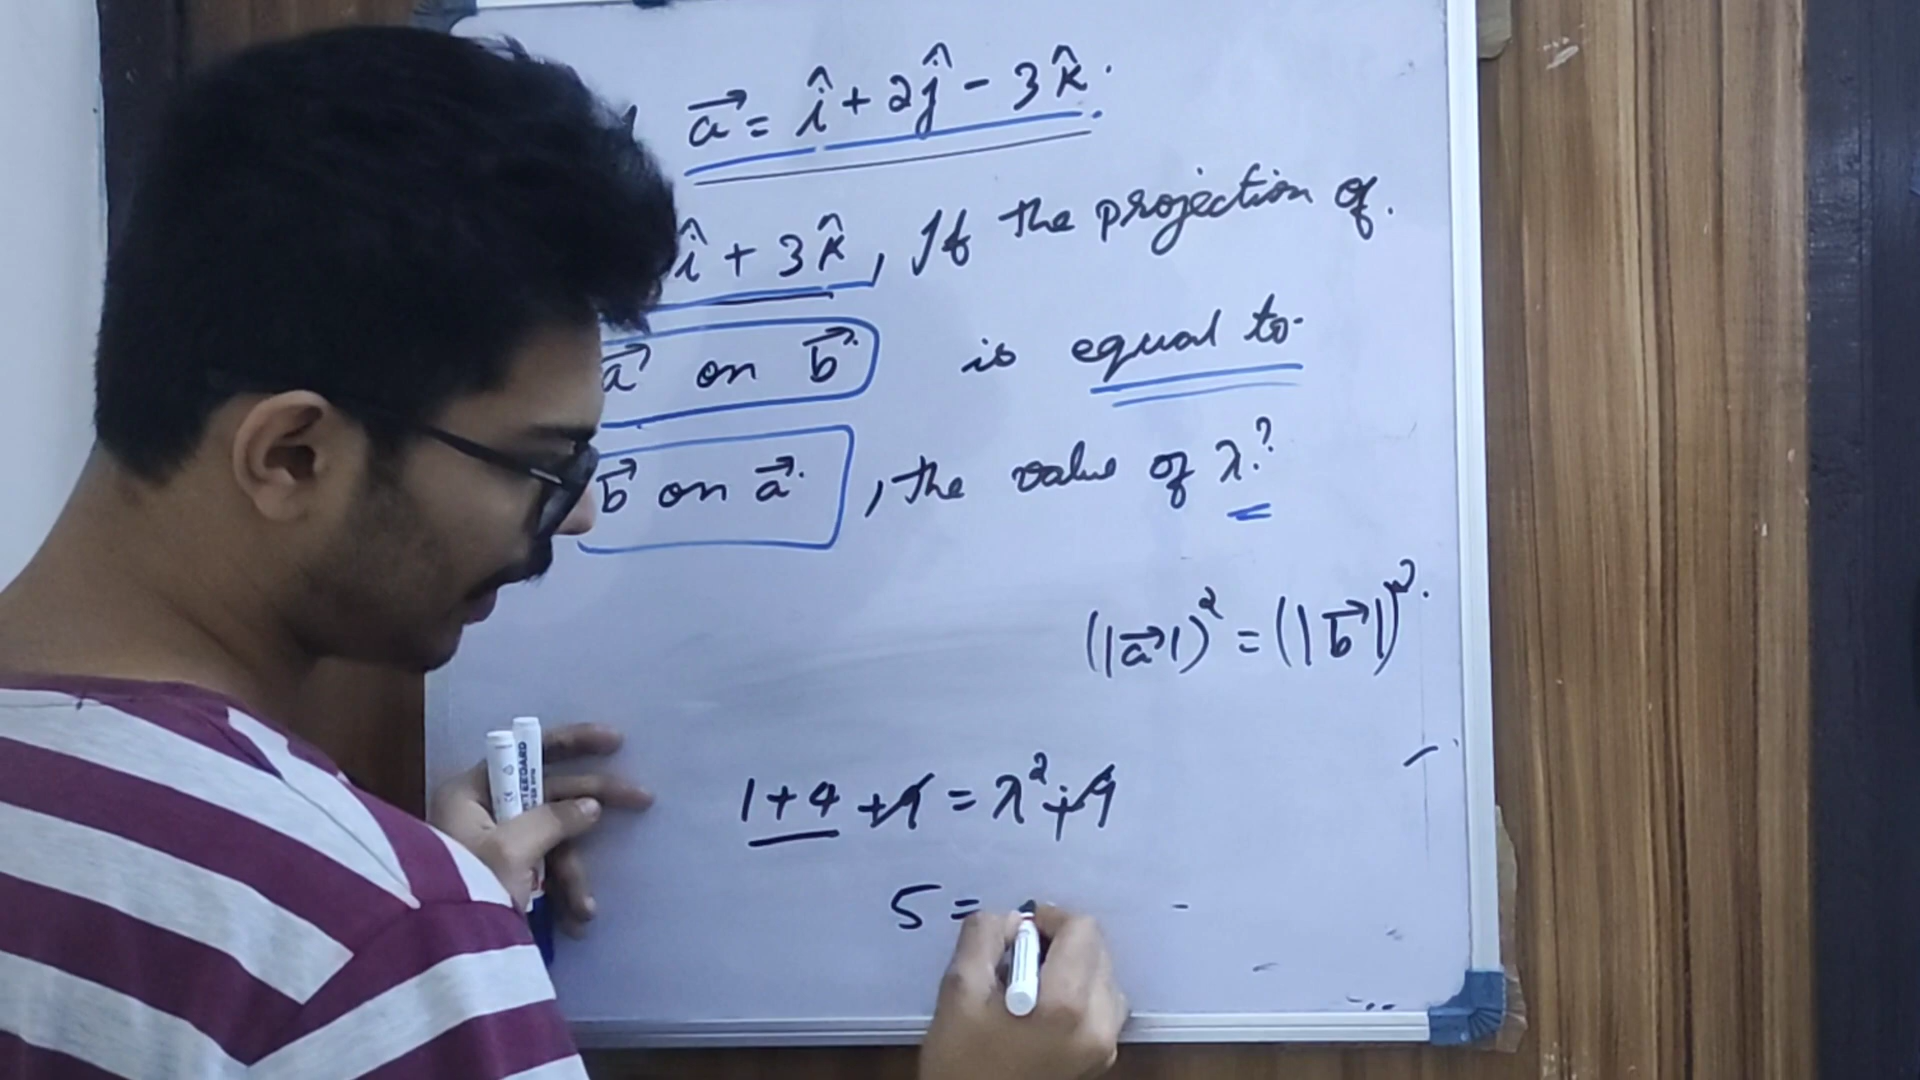 a⃗ = î + 2ĵ - 3k̂.
î + 3k̂, If the projection of.
a⃗ on b⃗. is equal to.
b⃗ on a⃗. , the value of λ.?
(|a⃗|)² = (|b⃗|)².
1+4 +9 = λ²+9
5 =